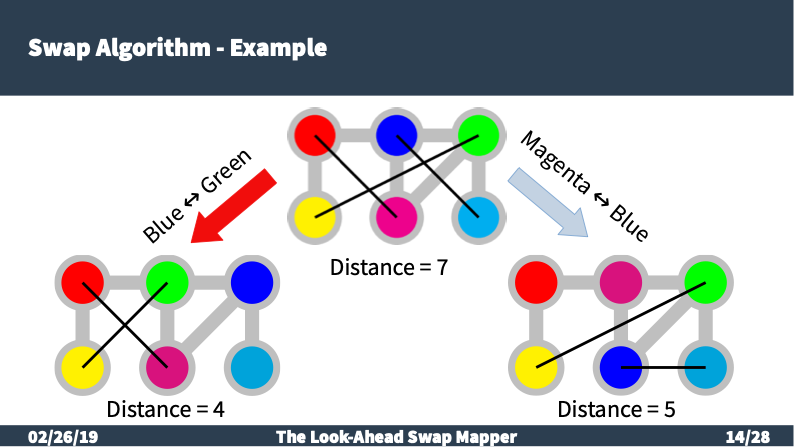 Swap Algorithm - Example
Blue ↔ Green
Magenta ↔ Blue
Distance = 7
Distance = 4
Distance = 5
02/26/19
The Look-Ahead Swap Mapper
14/28